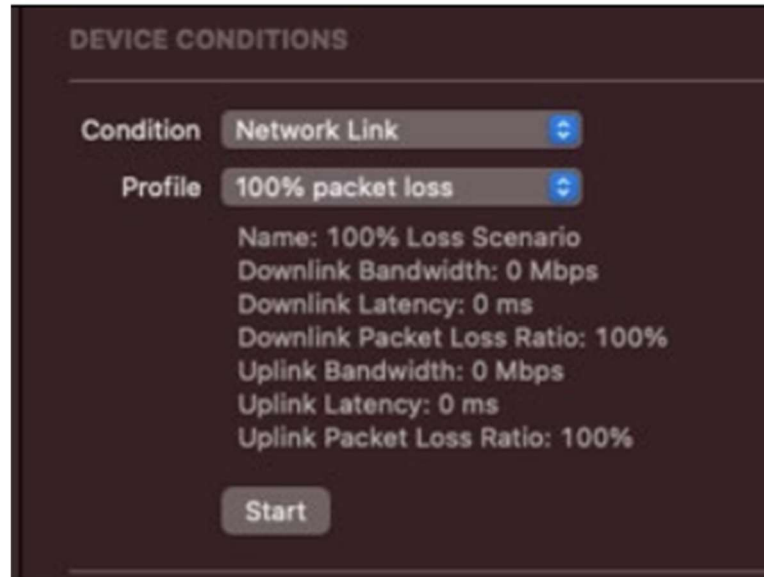 DEVICE CONDITIONS
Condition Network Link
Profile 100% packet loss
Name: 100% Loss Scenario
Downlink Bandwidth: 0 Mbps
Downlink Latency: 0 ms
Downlink Packet Loss Ratio: 100%
Uplink Bandwidth: 0 Mbps
Uplink Latency: 0 ms
Uplink Packet Loss Ratio: 100%
Start